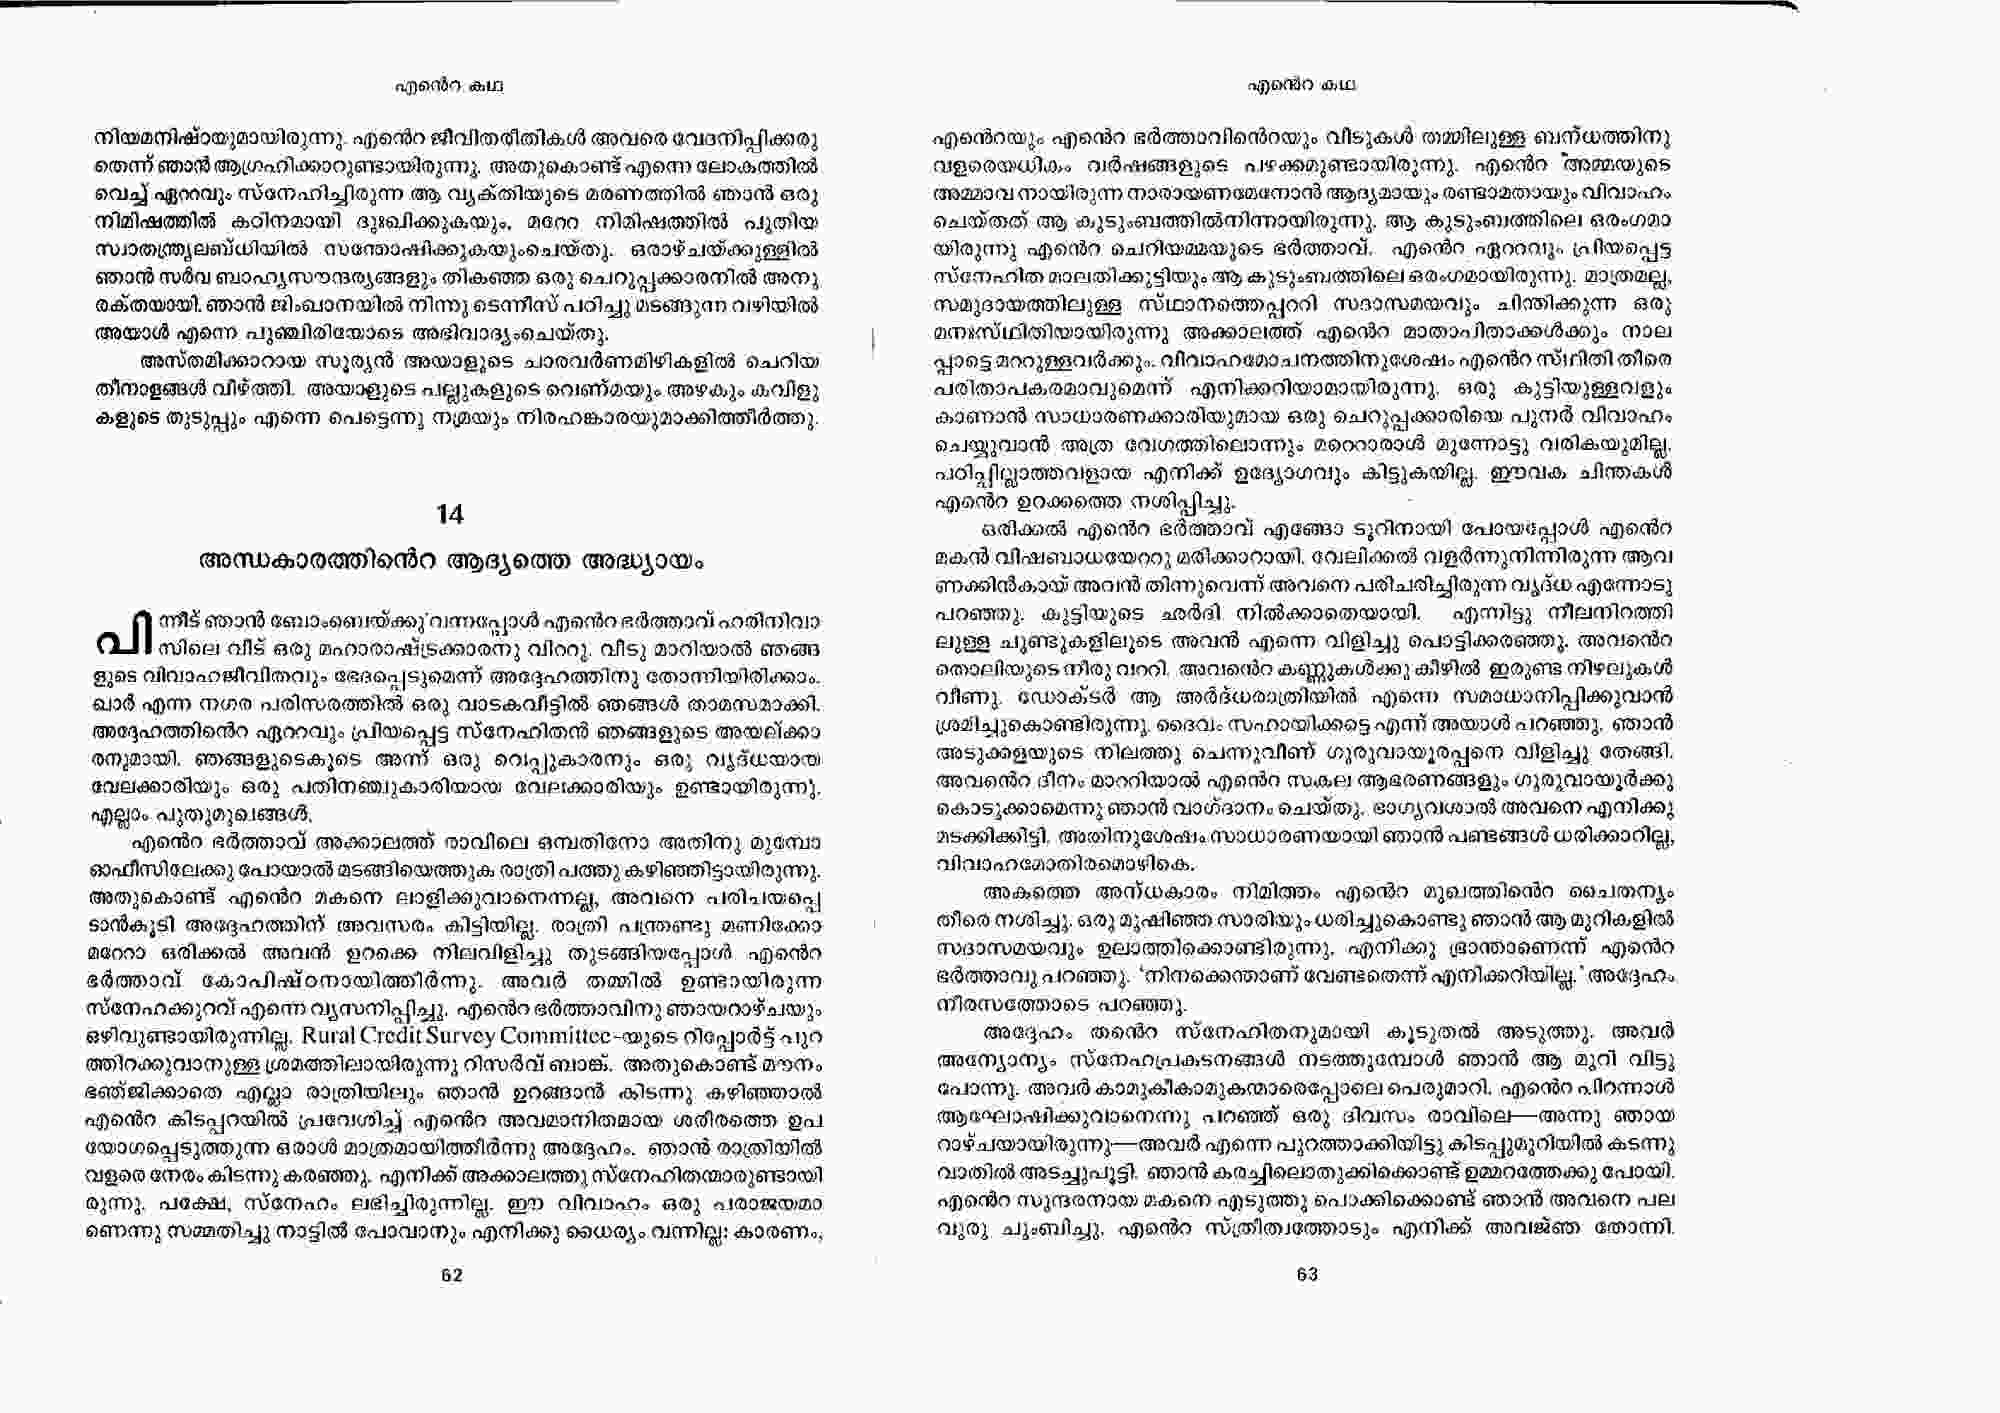 എന്റെ കഥ
നിയമനിഷ്ഠയുമായിരുന്നു. എന്റെ ജീവിതരീതികൾ അവരെ വേദനിപ്പിക്കരു
തെന്ന് ഞാൻ ആഗ്രഹിക്കാറുണ്ടായിരുന്നു. അതുകൊണ്ട് എന്നെ ലോകത്തിൽ
വെച്ച് ഏററവും സ്നേഹിച്ചിരുന്ന ആ വ്യക്തിയുടെ മരണത്തിൽ ഞാൻ ഒരു
നിമിഷത്തിൽ കഠിനമായി ദുഃഖിക്കുകയും, മറേറ നിമിഷത്തിൽ പുതിയ
സ്വാതന്ത്ര്യലബ്ധിയിൽ സന്തോഷിക്കുകയുംചെയ്തു. ഒരാഴ്ചയ്ക്കുള്ളിൽ
ഞാൻ സർവ ബാഹ്യസൗന്ദര്യങ്ങളും തികഞ്ഞ ഒരു ചെറുപ്പക്കാരനിൽ അനു
രക്തയായി. ഞാൻ ജിംഖാനയിൽ നിന്നു ടെന്നീസ് പഠിച്ചു മടങ്ങുന്ന വഴിയിൽ
അയാൾ എന്നെ പുഞ്ചിരിയോടെ അഭിവാദ്യംചെയ്തു.
അസ്തമിക്കാറായ സൂര്യൻ അയാളുടെ ചാരവർണമിഴികളിൽ ചെറിയ
തീനാളങ്ങൾ വീഴ്ത്തി. അയാളുടെ പല്ലുകളുടെ വെണ്മയും അഴകും കവിളു
കളുടെ തുടുപ്പും എന്നെ പെട്ടെന്നു നമ്രയും നിരഹങ്കാരയുമാക്കിത്തീർത്തു.
14
അന്ധകാരത്തിന്റെ ആദ്യത്തെ അദ്ധ്യായം
പിന്നീട് ഞാൻ ബോംബെയ്ക്കു വന്നപ്പോൾ എന്റെ ഭർത്താവ് ഹരിനിവാ
സിലെ വീട് ഒരു മഹാരാഷ്ട്രക്കാരനു വിററു. വീടു മാറിയാൽ ഞങ്ങ
ളുടെ വിവാഹജീവിതവും ഭേദപ്പെടുമെന്ന് അദ്ദേഹത്തിനു തോന്നിയിരിക്കാം.
ഖാർ എന്ന നഗര പരിസരത്തിൽ ഒരു വാടകവീട്ടിൽ ഞങ്ങൾ താമസമാക്കി.
അദ്ദേഹത്തിന്റെ ഏററവും പ്രിയപ്പെട്ട സ്നേഹിതൻ ഞങ്ങളുടെ അയല്ക്കാ
രനുമായി. ഞങ്ങളുടെകൂടെ അന്ന് ഒരു വെപ്പുകാരനും ഒരു വൃദ്ധയായ
വേലക്കാരിയും ഒരു പതിനഞ്ചുകാരിയായ വേലക്കാരിയും ഉണ്ടായിരുന്നു.
എല്ലാം പുതുമുഖങ്ങൾ.
എന്റെ ഭർത്താവ് അക്കാലത്ത് രാവിലെ ഒമ്പതിനോ അതിനു മുമ്പോ
ഓഫീസിലേക്കു പോയാൽ മടങ്ങിയെത്തുക രാത്രി പത്തു കഴിഞ്ഞിട്ടായിരുന്നു.
അതുകൊണ്ട് എന്റെ മകനെ ലാളിക്കുവാനെന്നല്ല, അവനെ പരിചയപ്പെ
ടാൻകൂടി അദ്ദേഹത്തിന് അവസരം കിട്ടിയില്ല. രാത്രി പന്ത്രണ്ടു മണിക്കോ
മറേറാ ഒരിക്കൽ അവൻ ഉറക്കെ നിലവിളിച്ചു തുടങ്ങിയപ്പോൾ എന്റെ
ഭർത്താവ് കോപിഷ്ഠനായിത്തീർന്നു. അവർ തമ്മിൽ ഉണ്ടായിരുന്ന
സ്നേഹക്കുറവ് എന്നെ വ്യസനിപ്പിച്ചു. എന്റെ ഭർത്താവിനു ഞായറാഴ്ചയും
ഒഴിവുണ്ടായിരുന്നില്ല. Rural Credit Survey Committee-യുടെ റിപ്പോർട്ട് പുറ
ത്തിറക്കുവാനുള്ള ശ്രമത്തിലായിരുന്നു റിസർവ് ബാങ്ക്. അതുകൊണ്ട് മൗനം
ഭഞ്ജിക്കാതെ എല്ലാ രാത്രിയിലും ഞാൻ ഉറങ്ങാൻ കിടന്നു കഴിഞ്ഞാൽ
എന്റെ കിടപ്പറയിൽ പ്രവേശിച്ച് എന്റെ അവമാനിതമായ ശരീരത്തെ ഉപ
യോഗപ്പെടുത്തുന്ന ഒരാൾ മാത്രമായിത്തീർന്നു അദ്ദേഹം. ഞാൻ രാത്രിയിൽ
വളരെ നേരം കിടന്നു കരഞ്ഞു. എനിക്ക് അക്കാലത്തു സ്നേഹിതന്മാരുണ്ടായി
രുന്നു. പക്ഷേ, സ്നേഹം ലഭിച്ചിരുന്നില്ല. ഈ വിവാഹം ഒരു പരാജയമാ
ണെന്നു സമ്മതിച്ചു നാട്ടിൽ പോവാനും എനിക്കു ധൈര്യം വന്നില്ല; കാരണം,
62
എന്റെ കഥ
എന്റെയും എന്റെ ഭർത്താവിന്റെയും വീടുകൾ തമ്മിലുള്ള ബന്ധത്തിനു
വളരെയധികം വർഷങ്ങളുടെ പഴക്കമുണ്ടായിരുന്നു. എന്റെ അമ്മയുടെ
അമ്മാവനായിരുന്ന നാരായണമേനോൻ ആദ്യമായും രണ്ടാമതായും വിവാഹം
ചെയ്തത് ആ കുടുംബത്തിൽനിന്നായിരുന്നു. ആ കുടുംബത്തിലെ ഒരംഗമാ
യിരുന്നു എന്റെ ചെറിയമ്മയുടെ ഭർത്താവ്. എന്റെ ഏററവും പ്രിയപ്പെട്ട
സ്നേഹിത മാലതിക്കുട്ടിയും ആ കുടുംബത്തിലെ ഒരംഗമായിരുന്നു. മാത്രമല്ല,
സമുദായത്തിലുള്ള സ്ഥാനത്തെപ്പററി സദാസമയവും ചിന്തിക്കുന്ന ഒരു
മനഃസ്ഥിതിയായിരുന്നു അക്കാലത്ത് എന്റെ മാതാപിതാക്കൾക്കും നാല
പ്പാട്ടെ മററുള്ളവർക്കും. വിവാഹമോചനത്തിനുശേഷം എന്റെ സ്ഥിതി തീരെ
പരിതാപകരമാവുമെന്ന് എനിക്കറിയാമായിരുന്നു. ഒരു കുട്ടിയുള്ളവളും
കാണാൻ സാധാരണക്കാരിയുമായ ഒരു ചെറുപ്പക്കാരിയെ പുനർ വിവാഹം
ചെയ്യുവാൻ അത്ര വേഗത്തിലൊന്നും മറെറാരാൾ മുന്നോട്ടു വരികയുമില്ല.
പഠിപ്പില്ലാത്തവളായ എനിക്ക് ഉദ്യോഗവും കിട്ടുകയില്ല. ഈവക ചിന്തകൾ
എന്റെ ഉറക്കത്തെ നശിപ്പിച്ചു.
ഒരിക്കൽ എന്റെ ഭർത്താവ് എങ്ങോ ടൂറിനായി പോയപ്പോൾ എന്റെ
മകൻ വിഷബാധയേററു മരിക്കാറായി. വേലിക്കൽ വളർന്നുനിന്നിരുന്ന ആവ
ണക്കിൻകായ് അവൻ തിന്നുവെന്ന് അവനെ പരിചരിച്ചിരുന്ന വൃദ്ധ എന്നോടു
പറഞ്ഞു. കുട്ടിയുടെ ഛർദി നിൽക്കാതെയായി. എന്നിട്ടു നീലനിറത്തി
ലുള്ള ചുണ്ടുകളിലൂടെ അവൻ എന്നെ വിളിച്ചു പൊട്ടിക്കരഞ്ഞു. അവന്റെ
തൊലിയുടെ നീരു വററി. അവന്റെ കണ്ണുകൾക്കു കീഴിൽ ഇരുണ്ട നിഴലുകൾ
വീണു. ഡോക്ടർ ആ അർദ്ധരാത്രിയിൽ എന്നെ സമാധാനിപ്പിക്കുവാൻ
ശ്രമിച്ചുകൊണ്ടിരുന്നു. ദൈവം സഹായിക്കട്ടെ എന്ന് അയാൾ പറഞ്ഞു. ഞാൻ
അടുക്കളയുടെ നിലത്തു ചെന്നുവീണ് ഗുരുവായൂരപ്പനെ വിളിച്ചു തേങ്ങി.
അവന്റെ ദീനം മാററിയാൽ എന്റെ സകല ആഭരണങ്ങളും ഗുരുവായൂർക്കു
കൊടുക്കാമെന്നു ഞാൻ വാഗ്ദാനം ചെയ്തു. ഭാഗ്യവശാൽ അവനെ എനിക്കു
മടക്കിക്കിട്ടി. അതിനുശേഷം സാധാരണയായി ഞാൻ പണ്ടങ്ങൾ ധരിക്കാറില്ല,
വിവാഹമോതിരമൊഴികെ.
അകത്തെ അന്ധകാരം നിമിത്തം എന്റെ മുഖത്തിന്റെ ചൈതന്യം
തീരെ നശിച്ചു. ഒരു മുഷിഞ്ഞ സാരിയും ധരിച്ചുകൊണ്ടു ഞാൻ ആ മുറികളിൽ
സദാസമയവും ഉലാത്തിക്കൊണ്ടിരുന്നു. എനിക്കു ഭ്രാന്താണെന്ന് എന്റെ
ഭർത്താവു പറഞ്ഞു. 'നിനക്കെന്താണ് വേണ്ടതെന്ന് എനിക്കറിയില്ല.' അദ്ദേഹം
നീരസത്തോടെ പറഞ്ഞു.
അദ്ദേഹം തന്റെ സ്നേഹിതനുമായി കൂടുതൽ അടുത്തു. അവർ
അന്യോന്യം സ്നേഹപ്രകടനങ്ങൾ നടത്തുമ്പോൾ ഞാൻ ആ മുറി വിട്ടു
പോന്നു. അവർ കാമുകീകാമുകന്മാരെപ്പോലെ പെരുമാറി. എന്റെ പിറന്നാൾ
ആഘോഷിക്കുവാനെന്നു പറഞ്ഞ് ഒരു ദിവസം രാവിലെ—അന്നു ഞായ
റാഴ്ചയായിരുന്നു—അവർ എന്നെ പുറത്താക്കിയിട്ടു കിടപ്പുമുറിയിൽ കടന്നു
വാതിൽ അടച്ചുപൂട്ടി. ഞാൻ കരച്ചിലൊതുക്കിക്കൊണ്ട് ഉമ്മറത്തേക്കു പോയി.
എന്റെ സുന്ദരനായ മകനെ എടുത്തു പൊക്കിക്കൊണ്ട് ഞാൻ അവനെ പല
വുരു ചുംബിച്ചു. എന്റെ സ്ത്രീത്വത്തോടും എനിക്ക് അവജ്ഞ തോന്നി.
63